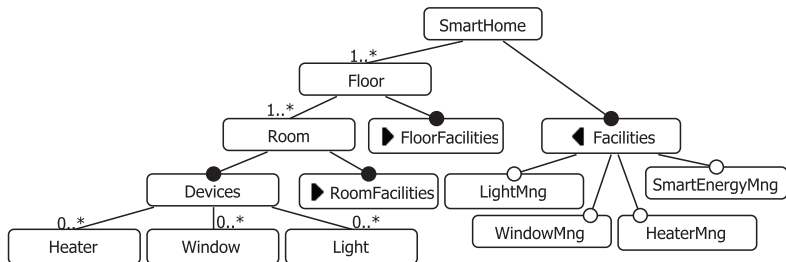 SmartHome
1..*
Floor
1..*
Room
FloorFacilities
Facilities
Devices
RoomFacilities
LightMng
SmartEnergyMng
0..*
0..*
0..*
WindowMng
HeaterMng
Heater
Window
Light